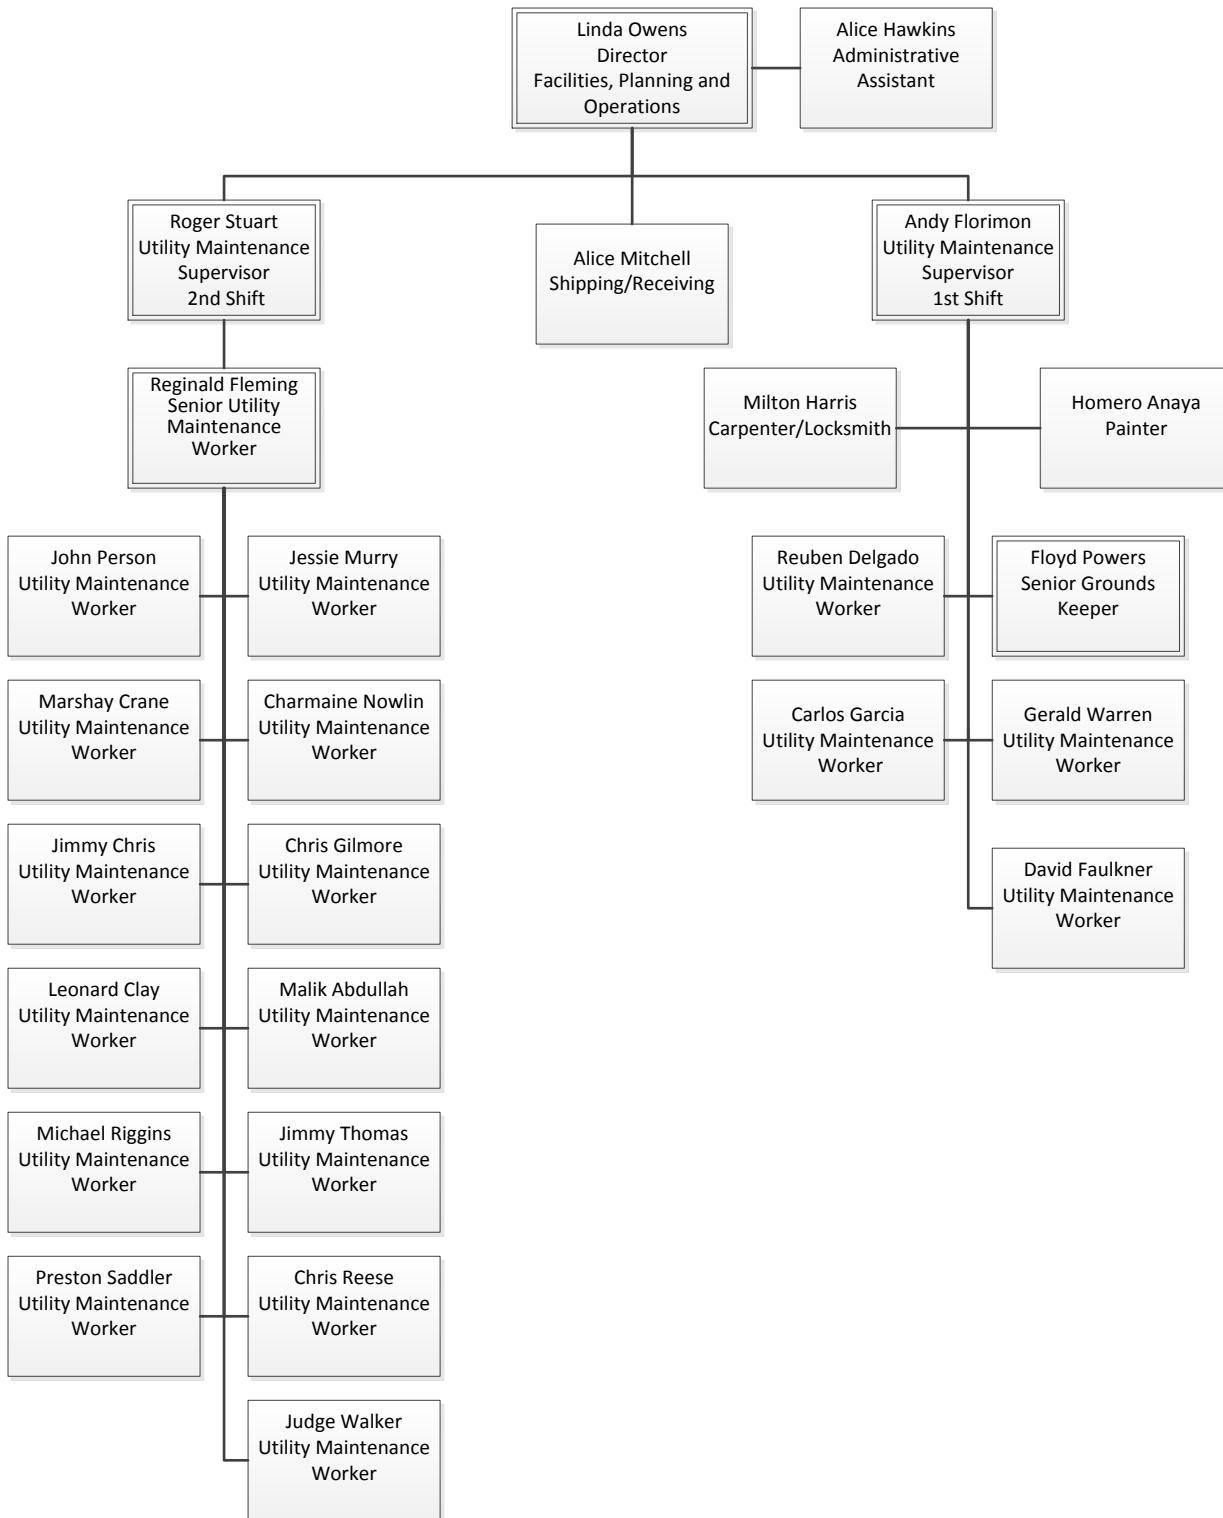 Linda Owens
Director
Facilities, Planning and
Operations
Alice Hawkins
Administrative
Assistant
Roger Stuart
Utility Maintenance
Supervisor
2nd Shift
Alice Mitchell
Shipping/Receiving
Andy Florimon
Utility Maintenance
Supervisor
1st Shift
Reginald Fleming
Senior Utility
Maintenance
Worker
Milton Harris
Carpenter/Locksmith
Homero Anaya
Painter
John Person
Utility Maintenance
Worker
Jessie Murry
Utility Maintenance
Worker
Reuben Delgado
Utility Maintenance
Worker
Floyd Powers
Senior Grounds
Keeper
Marshay Crane
Utility Maintenance
Worker
Charmaine Nowlin
Utility Maintenance
Worker
Carlos Garcia
Utility Maintenance
Worker
Gerald Warren
Utility Maintenance
Worker
Jimmy Chris
Utility Maintenance
Worker
Chris Gilmore
Utility Maintenance
Worker
David Faulkner
Utility Maintenance
Worker
Leonard Clay
Utility Maintenance
Worker
Malik Abdullah
Utility Maintenance
Worker
Michael Riggins
Utility Maintenance
Worker
Jimmy Thomas
Utility Maintenance
Worker
Preston Saddler
Utility Maintenance
Worker
Chris Reese
Utility Maintenance
Worker
Judge Walker
Utility Maintenance
Worker